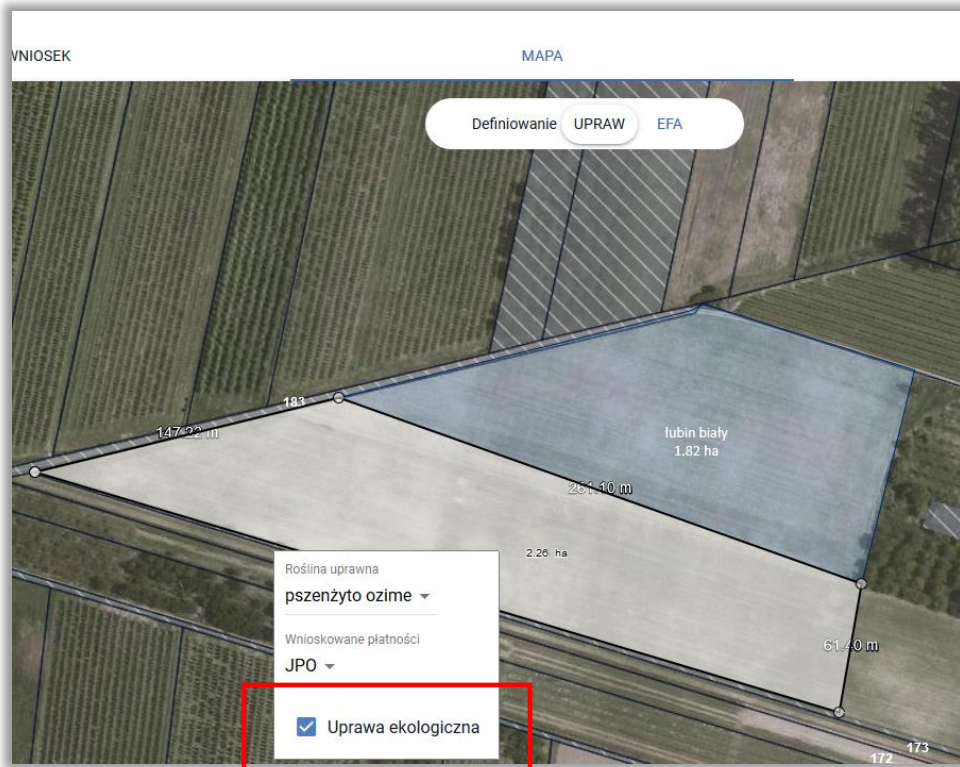 WNIOSEK
MAPA
Definiowanie UPRAW EFA
183
147.22 m
łubin biały
1.82 ha
261.10 m
2.26 ha
Roślina uprawna
pszenżyto ozime
Wnioskowane płatności
JPO
61.40 m
Uprawa ekologiczna
173
172